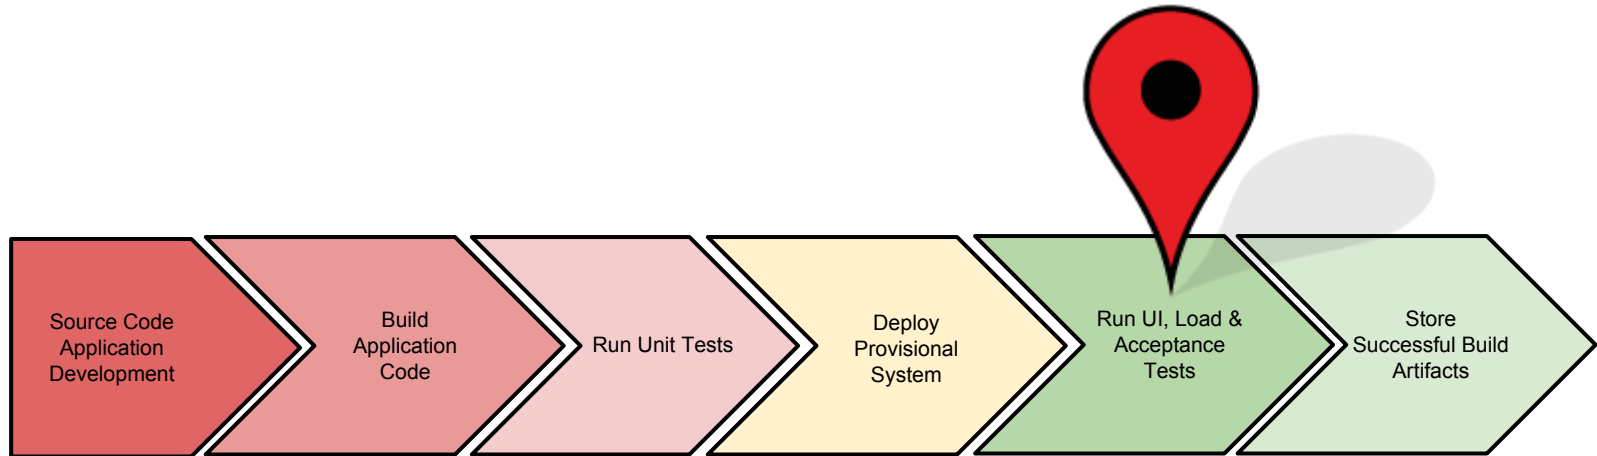 Source Code
Application
Development
Build
Application
Code
Run Unit Tests
Deploy
Provisional
System
Run UI, Load &
Acceptance
Tests
Store
Successful Build
Artifacts